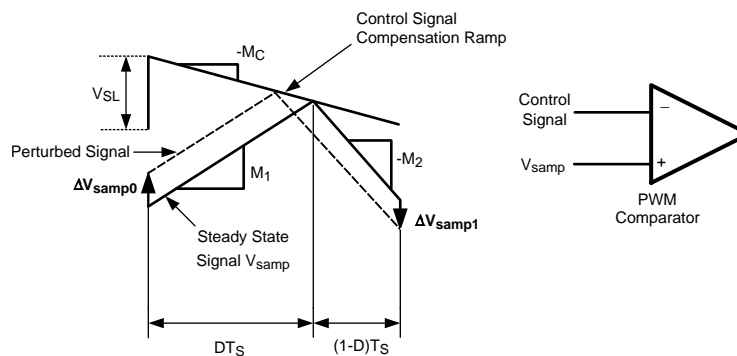 Control Signal
Compensation Ramp
-MC
VSL
Perturbed Signal
M1
-M2
ΔVsamp0
ΔVsamp1
Steady State
Signal Vsamp
DTS
(1-D)TS
Control
Signal
−
Vsamp
+
PWM
Comparator